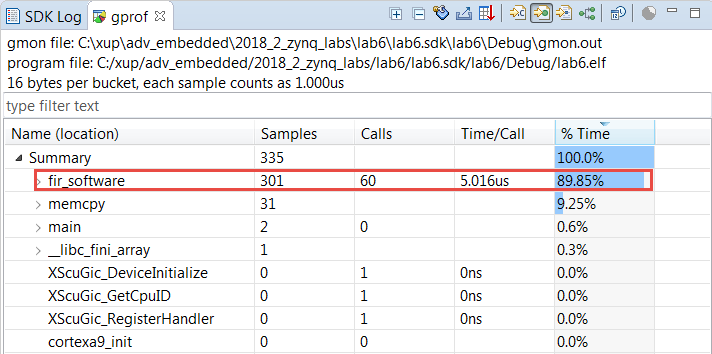 SDK Log gprof
gmon file: C:\xup\adv_embedded\2018_2_zynq_labs\lab6\lab6.sdk\lab6\Debug\gmon.out
program file: C:/xup/adv_embedded/2018_2_zynq_labs/lab6/lab6.sdk/lab6/Debug/lab6.elf
16 bytes per bucket, each sample counts as 1.000us
type filter text
Name (location) Samples Calls Time/Call % Time
Summary 335 100.0%
fir_software 301 60 5.016us 89.85%
memcpy 31 9.25%
main 2 0 0.6%
__libc_fini_array 1 0.3%
XScuGic_DeviceInitialize 0 1 0ns 0.0%
XScuGic_GetCpuID 0 1 0ns 0.0%
XScuGic_RegisterHandler 0 1 0ns 0.0%
cortexa9_init 0 0 0.0%